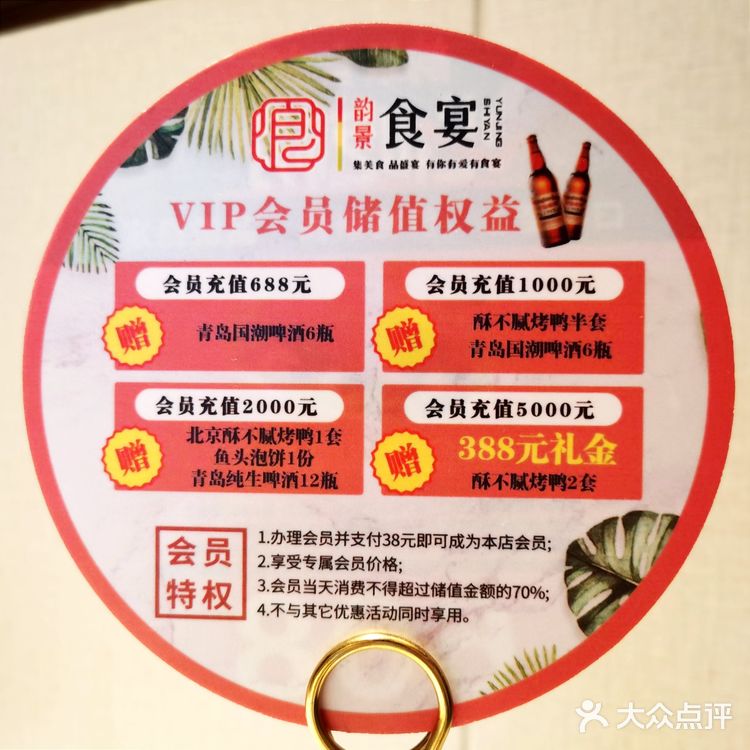 韵景
食宴
YUNJING
SHIYAN
集美食 品盛宴 有你有爱有食宴
VIP会员储值权益
会员充值688元
赠
青岛国潮啤酒6瓶
会员充值1000元
赠
酥不腻烤鸭半套
青岛国潮啤酒6瓶
会员充值2000元
赠
北京酥不腻烤鸭1套
鱼头泡饼1份
青岛纯生啤酒12瓶
会员充值5000元
赠
388元礼金
酥不腻烤鸭2套
会员
特权
1.办理会员并支付38元即可成为本店会员;
2.享受专属会员价格;
3.会员当天消费不得超过储值金额的70%;
4.不与其它优惠活动同时享用。
大众点评